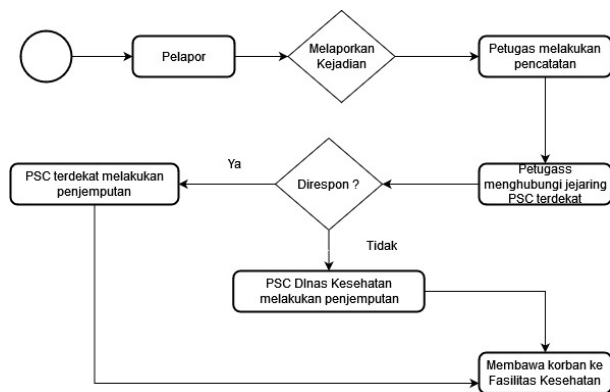 Pelapor
Melaporkan
Kejadian
Petugas melakukan
pencatatan
Petugass
menghubungi jejaring
PSC terdekat
Direspon ?
Ya
PSC terdekat melakukan
penjemputan
Tidak
PSC DInas Kesehatan
melakukan penjemputan
Membawa korban ke
Fasilitas Kesehatan